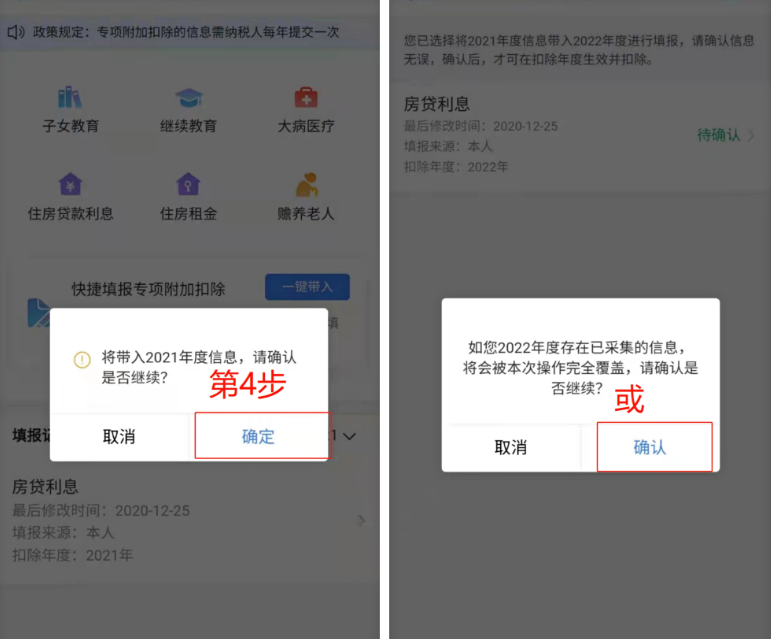 政策规定：专项附加扣除的信息需纳税人每年提交一次
子女教育
继续教育
大病医疗
住房贷款利息
住房租金
赡养老人
快捷填报专项附加扣除
一键带入
填
将带入2021年度信息，请确认
是否继续？
第4步
取消
确定
填报记
1
房贷利息
最后修改时间：2020-12-25
填报来源：本人
扣除年度：2021年
您已选择将2021年度信息带入2022年度进行填报，请确认信息
无误，确认后，才可在扣除年度生效并扣除。
房贷利息
最后修改时间：2020-12-25
待确认
填报来源：本人
扣除年度：2022年
如您2022年度存在已采集的信息，
将会被本次操作完全覆盖，请确认是
否继续？
或
取消
确认